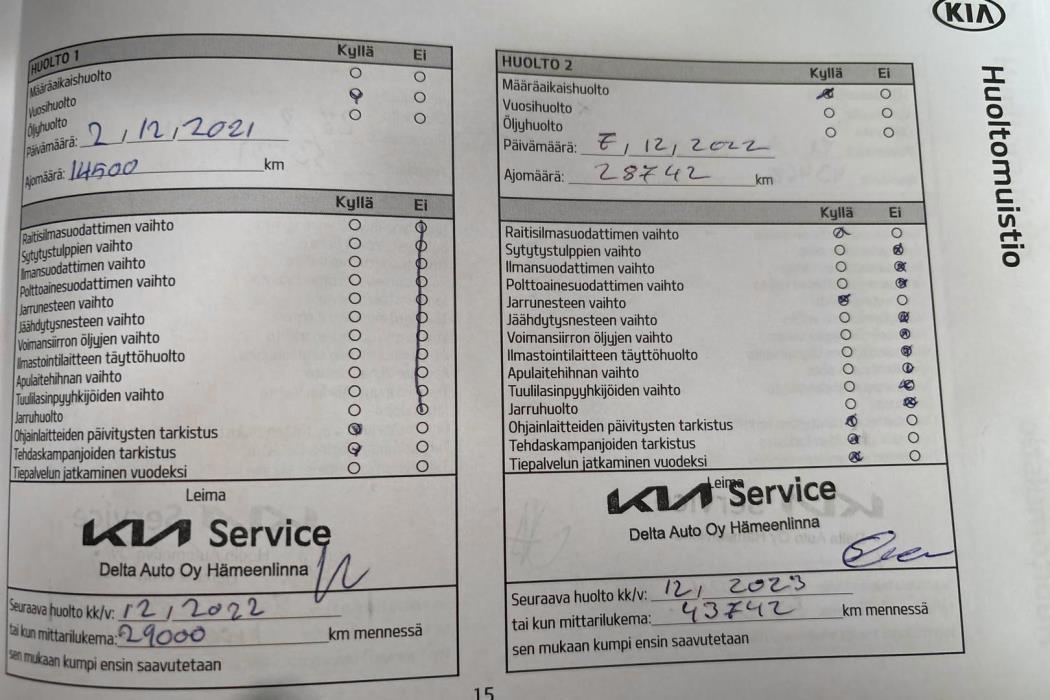 KIA
Huoltomuistio
HUOLTO 1 Kyllä Ei
Määräaikaishuolto
Vuosihuolto
Öljyhuolto
Päivämäärä: 2, 12, 2021
Ajomäärä: 14500 km
Kyllä Ei
Raitisilmasuodattimen vaihto
Sytytystulppien vaihto
Ilmansuodattimen vaihto
Polttoainesuodattimen vaihto
Jarrunesteen vaihto
Jäähdytysnesteen vaihto
Voimansiirron öljyjen vaihto
Ilmastointilaitteen täyttöhuolto
Apulaitehihnan vaihto
Tuulilasinpyyhkijöiden vaihto
Jarruhuolto
Ohjainlaitteiden päivitysten tarkistus
Tehdaskampanjoiden tarkistus
Tiepalvelun jatkaminen vuodeksi
Leima
KIA Service
Delta Auto Oy Hämeenlinna
Seuraava huolto kk/v: 12, 2022
tai kun mittarilukema: 29000 km mennessä
sen mukaan kumpi ensin saavutetaan
HUOLTO 2 Kyllä Ei
Määräaikaishuolto
Vuosihuolto
Öljyhuolto
Päivämäärä: 7, 12, 2022
Ajomäärä: 28742 km
Kyllä Ei
Raitisilmasuodattimen vaihto
Sytytystulppien vaihto
Ilmansuodattimen vaihto
Polttoainesuodattimen vaihto
Jarrunesteen vaihto
Jäähdytysnesteen vaihto
Voimansiirron öljyjen vaihto
Ilmastointilaitteen täyttöhuolto
Apulaitehihnan vaihto
Tuulilasinpyyhkijöiden vaihto
Jarruhuolto
Ohjainlaitteiden päivitysten tarkistus
Tehdaskampanjoiden tarkistus
Tiepalvelun jatkaminen vuodeksi
Leima
KIA Service
Delta Auto Oy Hämeenlinna
Seuraava huolto kk/v: 12, 2023
tai kun mittarilukema: 43742 km mennessä
sen mukaan kumpi ensin saavutetaan
15